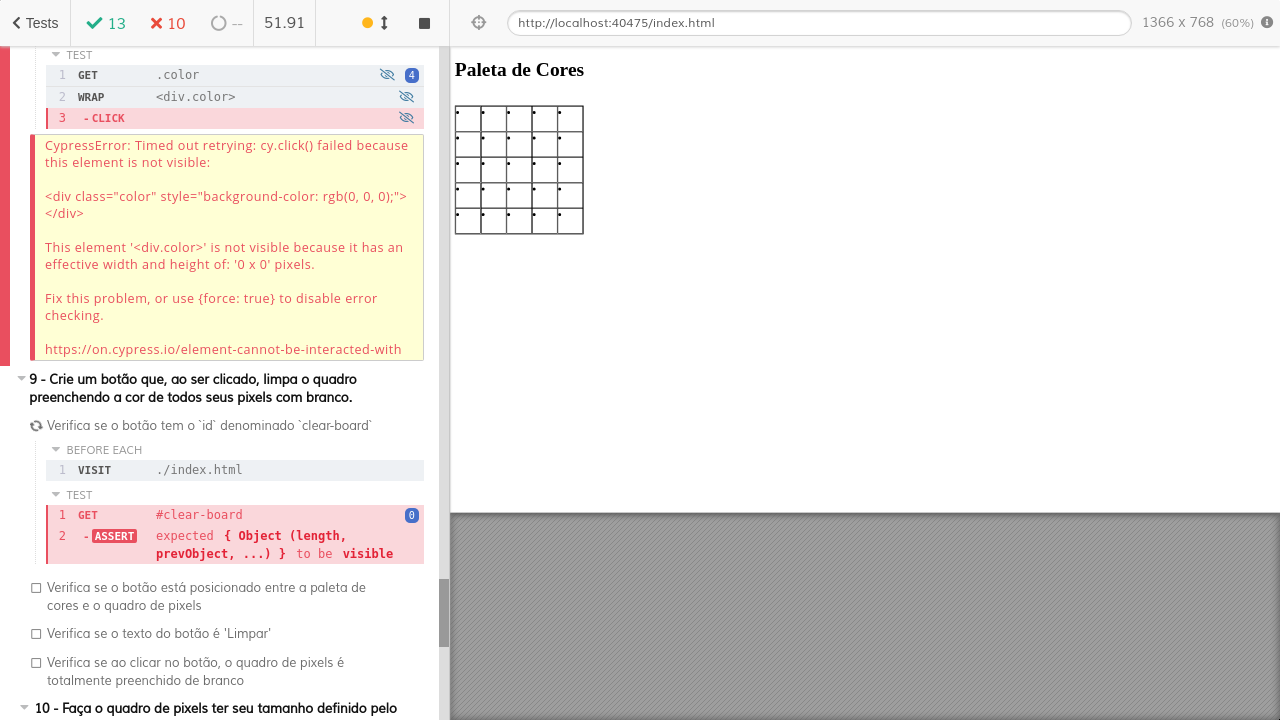 Tests 13 10 -- 51.91 http://localhost:40475/index.html 1366 x 768 (60%)
TEST
1 GET .color 4
2 WRAP <div.color>
3 -CLICK
CypressError: Timed out retrying: cy.click() failed because
this element is not visible:
<div class="color" style="background-color: rgb(0, 0, 0);">
</div>
This element '<div.color>' is not visible because it has an
effective width and height of: '0 x 0' pixels.
Fix this problem, or use {force: true} to disable error
checking.
https://on.cypress.io/element-cannot-be-interacted-with
9 - Crie um botão que, ao ser clicado, limpa o quadro
preenchendo a cor de todos seus pixels com branco.
Verifica se o botão tem o `id` denominado `clear-board`
BEFORE EACH
1 VISIT ./index.html
TEST
1 GET #clear-board 0
2 -ASSERT expected { Object (length,
prevObject, ...) } to be visible
Verifica se o botão está posicionado entre a paleta de
cores e o quadro de pixels
Verifica se o texto do botão é 'Limpar'
Verifica se ao clicar no botão, o quadro de pixels é
totalmente preenchido de branco
10 - Faça o quadro de pixels ter seu tamanho definido pelo
Paleta de Cores